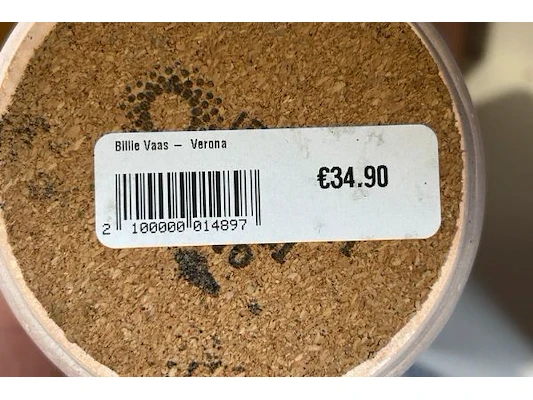 Billie Vaas – Verona
€34.90
2 100000 014897